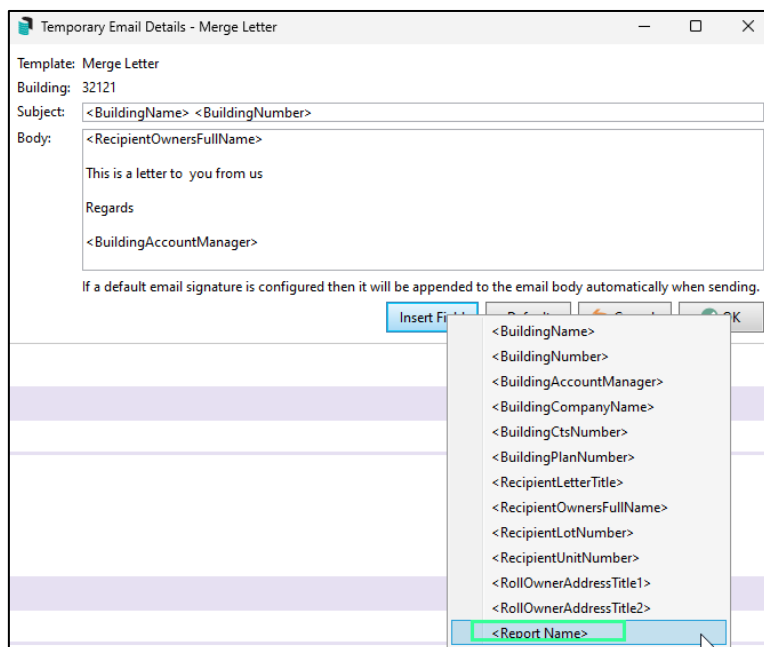 Temporary Email Details - Merge Letter
Template: Merge Letter
Building: 32121
Subject: <BuildingName> <BuildingNumber>
Body: <RecipientOwnersFullName>
This is a letter to  you from us
Regards
<BuildingAccountManager>
If a default email signature is configured then it will be appended to the email body automatically when sending.
Insert
<BuildingName>
<BuildingNumber>
<BuildingAccountManager>
<BuildingCompanyName>
<BuildingCtsNumber>
<BuildingPlanNumber>
<RecipientLetterTitle>
<RecipientOwnersFullName>
<RecipientLotNumber>
<RecipientUnitNumber>
<RollOwnerAddressTitle1>
<RollOwnerAddressTitle2>
<Report Name>